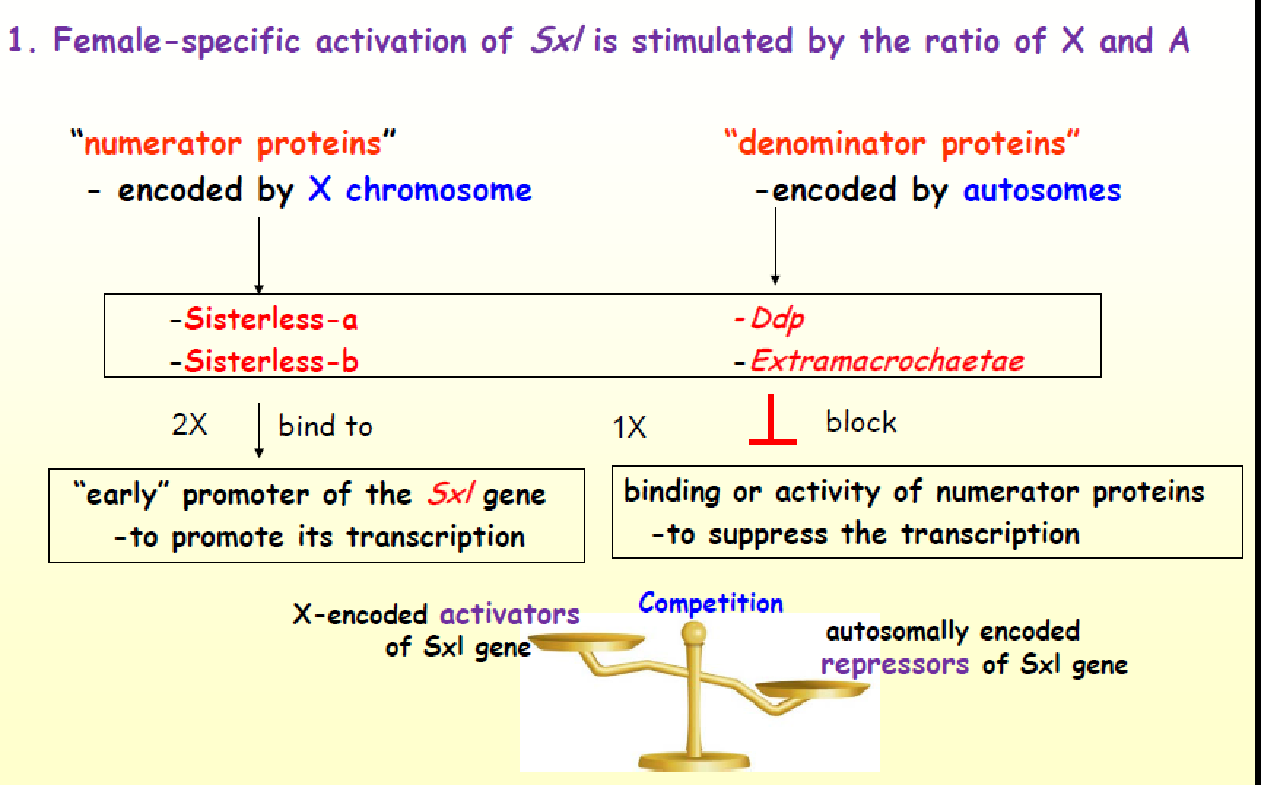 1. Female-specific activation of Sxl is stimulated by the ratio of X and A
“numerator proteins”
- encoded by X chromosome
“denominator proteins”
-encoded by autosomes
-Sisterless-a
-Sisterless-b
-Ddp
-Extramacrochaetae
2X
bind to
1X
block
“early” promoter of the Sxl gene
-to promote its transcription
binding or activity of numerator proteins
-to suppress the transcription
X-encoded activators
of Sxl gene
Competition
autosomally encoded
repressors of Sxl gene